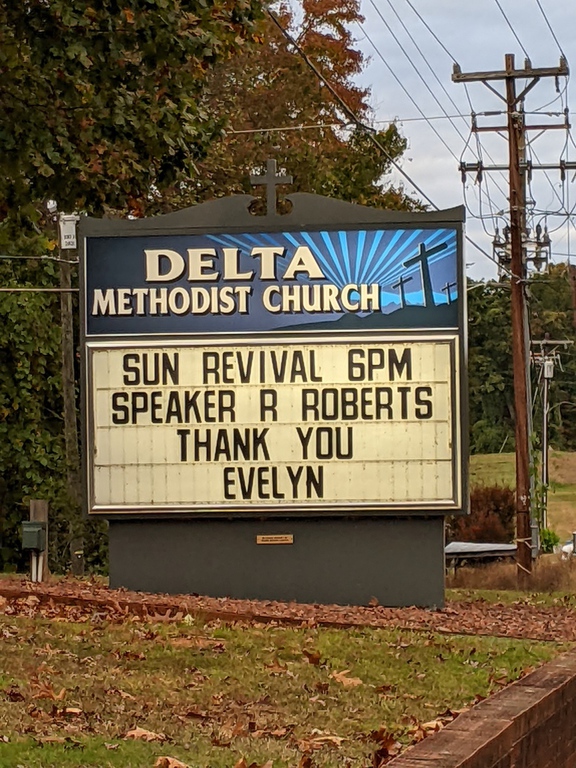 DELTA
METHODIST CHURCH
SUN REVIVAL 6PM
SPEAKER R ROBERTS
THANK YOU
EVELYN